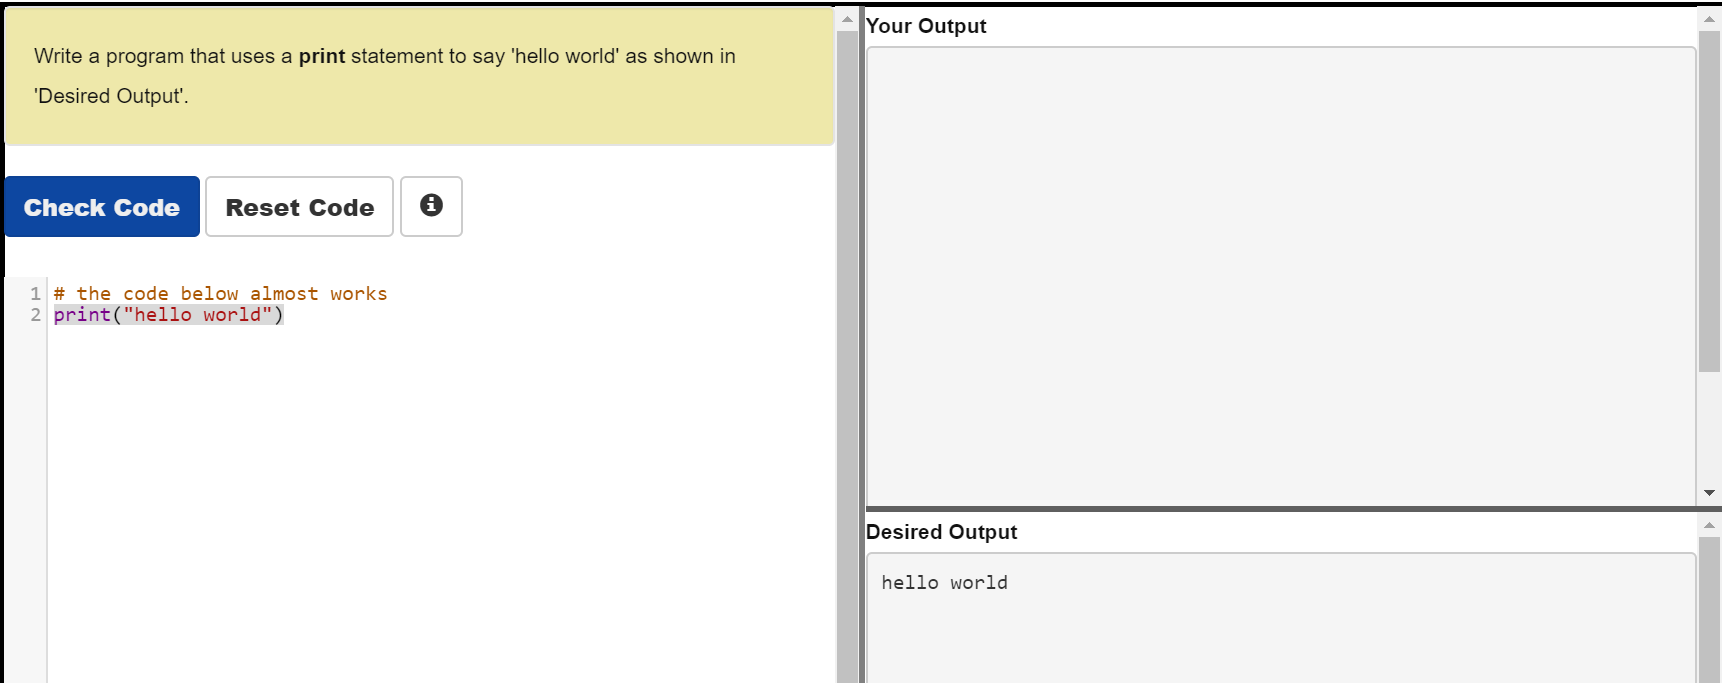 Write a program that uses a print statement to say 'hello world' as shown in
'Desired Output'.
Check Code Reset Code
1 # the code below almost works
2 print("hello world")
Your Output
Desired Output
hello world